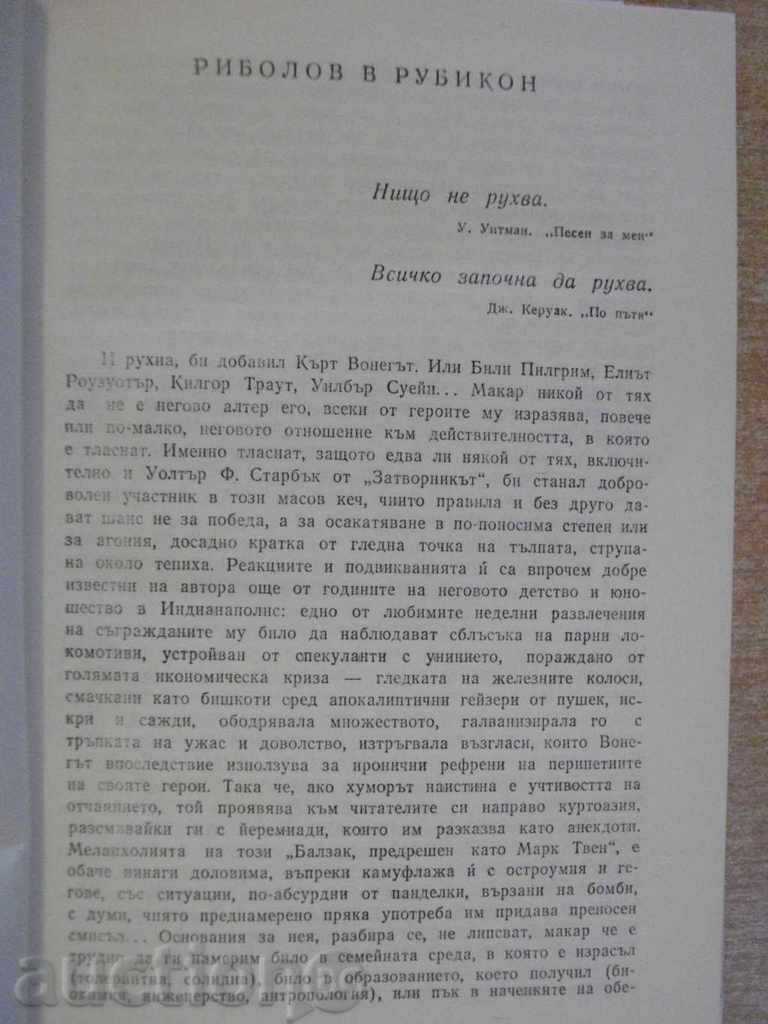 РИБОЛОВ В РУБИКОН
Нищо не рухва.
У. Уитман. „Песен за мен“
Всичко започна да рухва.
Дж. Керуак. „По пътя“
И рухна, би добавил Кърт Вонегът. Или Били Пилгрим, Елиът
Роузуотър, Килгор Траут, Уилбър Суейн... Макар никой от тях
да не е негово алтер его, всеки от героите му изразява, повече
или по-малко, неговото отношение към действителността, в която
е тласнат. Именно тласнат, защото едва ли някой от тях, включи-
телно и Уолтър Ф. Старбък от „Затворникът“, би станал добро-
волен участник в този масов кеч, чиито правила и без друго да-
ват шанс не за победа, а за осакатяване в по-поносима степен или
за агония, досадно кратка от гледна точка на тълпата, струпа-
на около тепиха. Реакциите и подвикванията ѝ са впрочем добре
известни на автора още от годините на неговото детство и юно-
шество в Индианаполис: едно от любимите неделни развлечения
на съгражданите му било да наблюдават сблъсъка на парни ло-
комотиви, устройван от спекуланти с унинието, пораждано от
голямата икономическа криза — гледката на железните колоси,
смачкани като бишкоти сред апокалиптични гейзери от пушек, ис-
кри и сажди, ободрявала множеството, галванизирала го с
тръпката на ужас и доволство, изтръгвала възгласи, които Воне-
гът впоследствие използува за иронични рефрени на перипетиите
на своите герои. Така че, ако хуморът наистина е учтивостта на
отчаянието, той проявява към читателите си направо куртоазия,
разсмивайки ги с йеремиади, които им разказва като анекдоти.
Меланхолията на този „Балзак, предрешен като Марк Твен“, е
обаче винаги доловима, въпреки камуфлажа ѝ с остроумия и ге-
гове, със ситуации, по-абсурдни от панделки, вързани на бомби,
с думи, чиято преднамерено пряка употреба им придава преносен
смисъл... Основания за нея, разбира се, не липсват, макар че е
трудно да ги намерим било в семейната среда, в която е израсъл
(толерантна, солидна) било в образованието, което получил (би-
охимия, инженерство, антропология), или пък в наченките на обе-